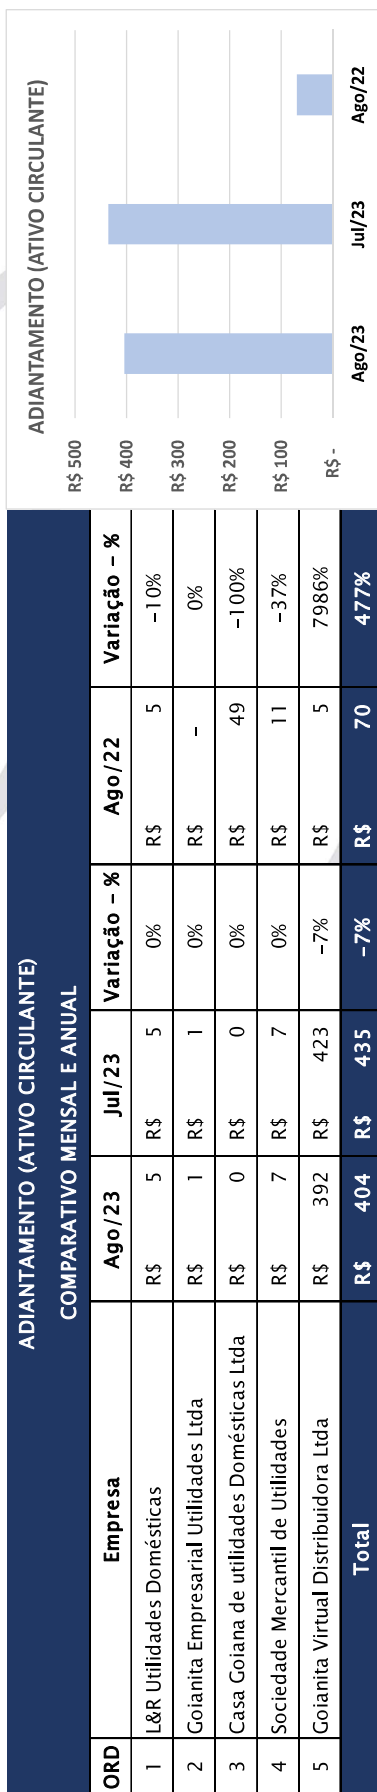 ADIANTAMENTO (ATIVO CIRCULANTE)
COMPARATIVO MENSAL E ANUAL
ORD Empresa Ago/23 Jul/23 Variação – % Ago/22 Variação – %
1 L&R Utilidades Domésticas R$ 5 R$ 5 0% R$ 5 –10%
2 Goianita Empresarial Utilidades Ltda R$ 1 R$ 1 0% R$ – 0%
3 Casa Goiana de utilidades Domésticas Ltda R$ 0 R$ 0 0% R$ 49 –100%
4 Sociedade Mercantil de Utilidades R$ 7 R$ 7 0% R$ 11 –37%
5 Goianita Virtual Distribuidora Ltda R$ 392 R$ 423 –7% R$ 5 7986%
Total R$ 404 R$ 435 –7% R$ 70 477%
ADIANTAMENTO (ATIVO CIRCULANTE)
R$ 500
R$ 400
R$ 300
R$ 200
R$ 100
R$ -
Ago/23 Jul/23 Ago/22